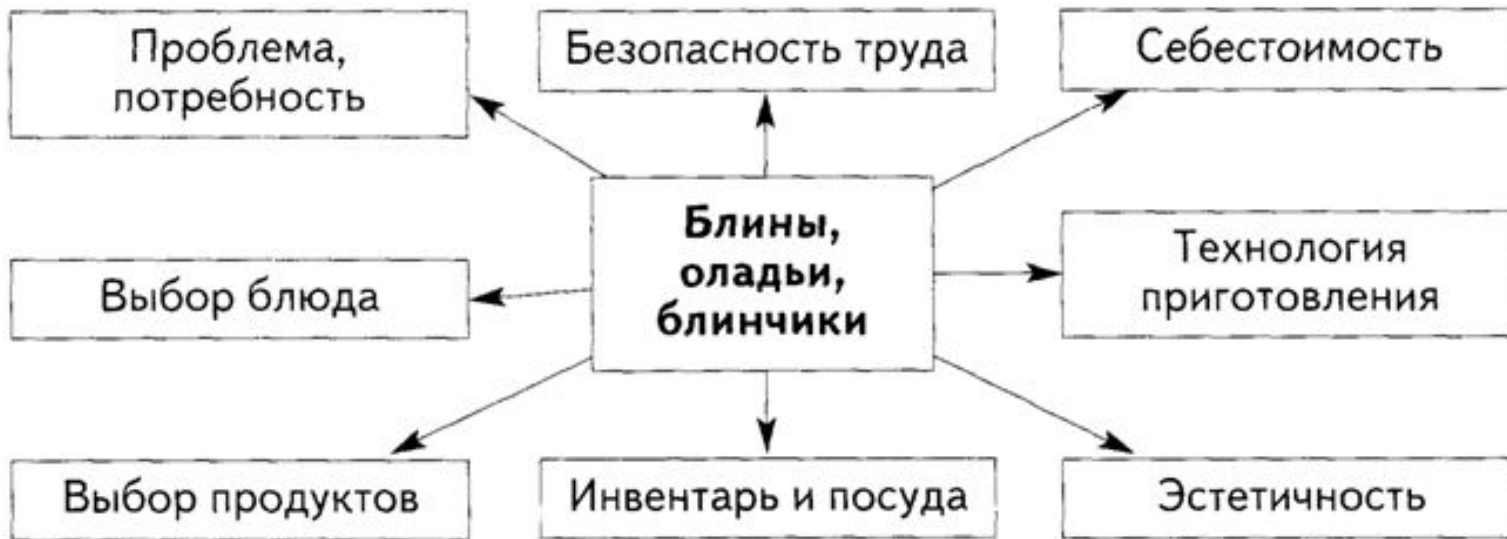 Проблема,
потребность
Безопасность труда
Себестоимость
Блины,
оладьи,
блинчики
Выбор блюда
Технология
приготовления
Выбор продуктов
Инвентарь и посуда
Эстетичность